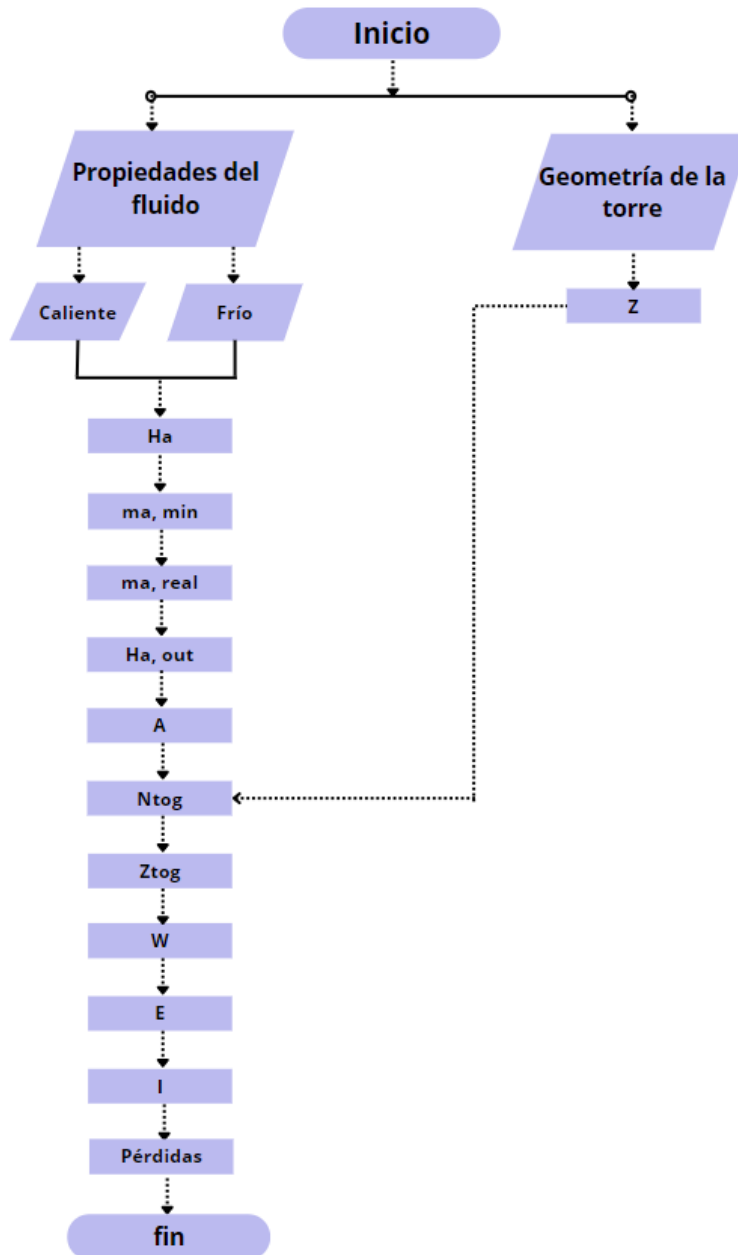 Inicio
Propiedades del
fluido
Geometría de la
torre
Caliente
Frío
Z
Ha
ma, min
ma, real
Ha, out
A
Ntog
Ztog
W
E
I
Pérdidas
fin